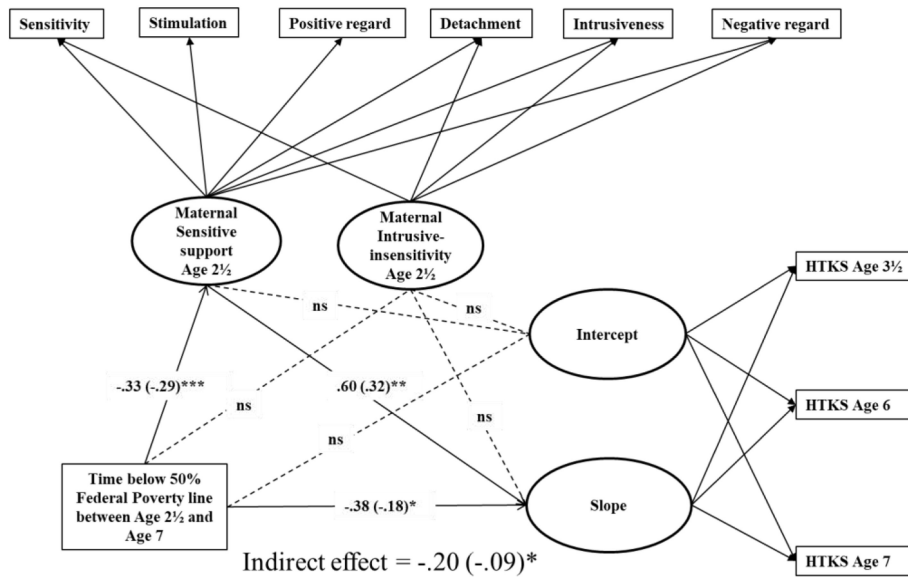 Sensitivity
Stimulation
Positive regard
Detachment
Intrusiveness
Negative regard
Maternal
Sensitive
support
Age 2½
Maternal
Intrusive-
insensitivity
Age 2½
HTKS Age 3½
ns
ns
Intercept
-.33 (-.29)***
.60 (.32)**
ns
ns
ns
HTKS Age 6
Time below 50%
Federal Poverty line
between Age 2½ and
Age 7
-.38 (-.18)*
Slope
HTKS Age 7
Indirect effect = -.20 (-.09)*